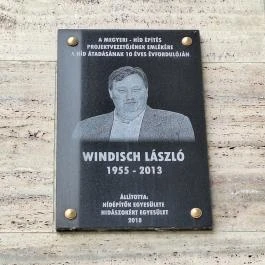 A MEGYERI - HÍD ÉPÍTÉS
PROJEKTVEZETŐJÉNEK EMLÉKÉRE
A HÍD ÁTADÁSÁNAK 10 ÉVES ÉVFORDULÓJÁN
WINDISCH LÁSZLÓ
1955 - 2013
ÁLLÍTOTTA:
HÍDÉPÍTŐK EGYESÜLETE
HIDÁSZOKÉRT EGYESÜLET
2018